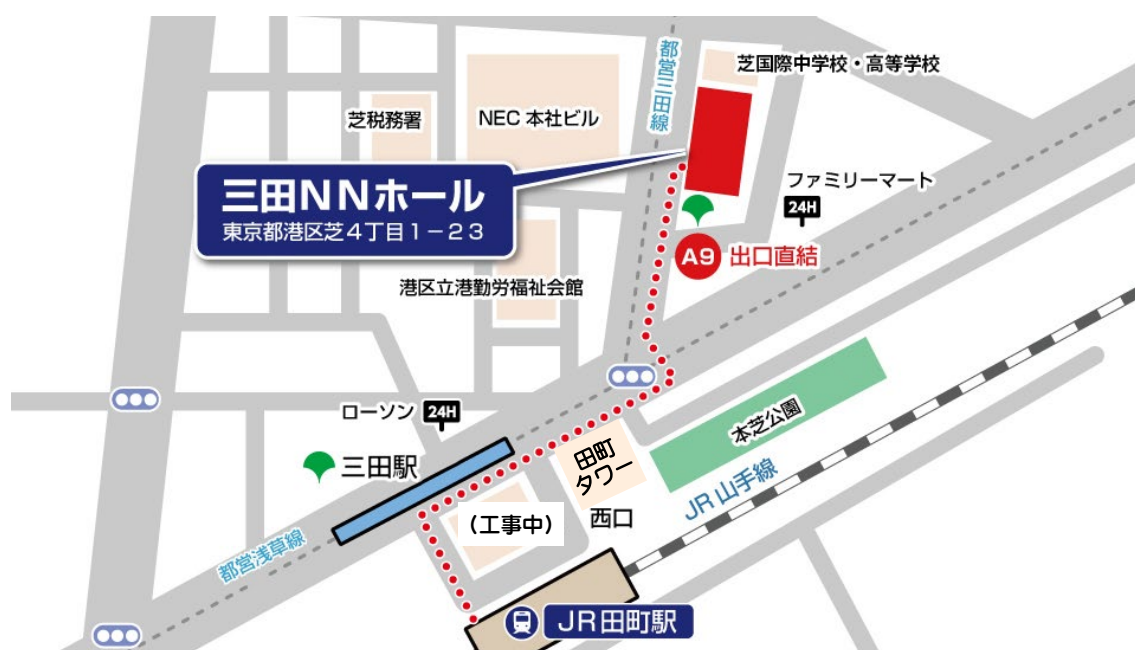 都営三田線
芝国際中学校・高等学校
芝税務署
NEC 本社ビル
三田NNホール
東京都港区芝4丁目1-23
ファミリーマート
24H
A9 出口直結
港区立港勤労福祉会館
ローソン 24H
本芝公園
三田駅
田町
タワー
JR山手線
(工事中)
西口
都営浅草線
JR田町駅